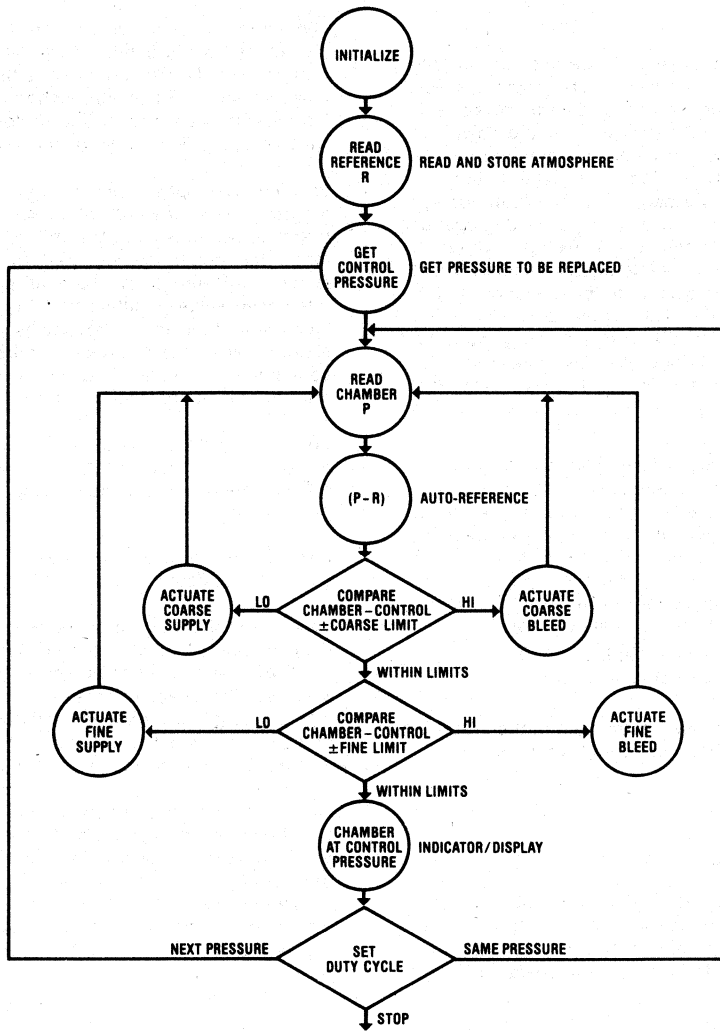 INITIALIZE
READ
REFERENCE
R
READ AND STORE ATMOSPHERE
GET
CONTROL
PRESSURE
GET PRESSURE TO BE REPLACED
READ
CHAMBER
P
(P – R)
AUTO-REFERENCE
ACTUATE
COARSE
SUPPLY
LO
COMPARE
CHAMBER – CONTROL
±COARSE LIMIT
HI
ACTUATE
COARSE
BLEED
WITHIN LIMITS
ACTUATE
FINE
SUPPLY
LO
COMPARE
CHAMBER – CONTROL
±FINE LIMIT
HI
ACTUATE
FINE
BLEED
WITHIN LIMITS
CHAMBER
AT CONTROL
PRESSURE
INDICATOR/DISPLAY
NEXT PRESSURE
SET
DUTY CYCLE
SAME PRESSURE
STOP